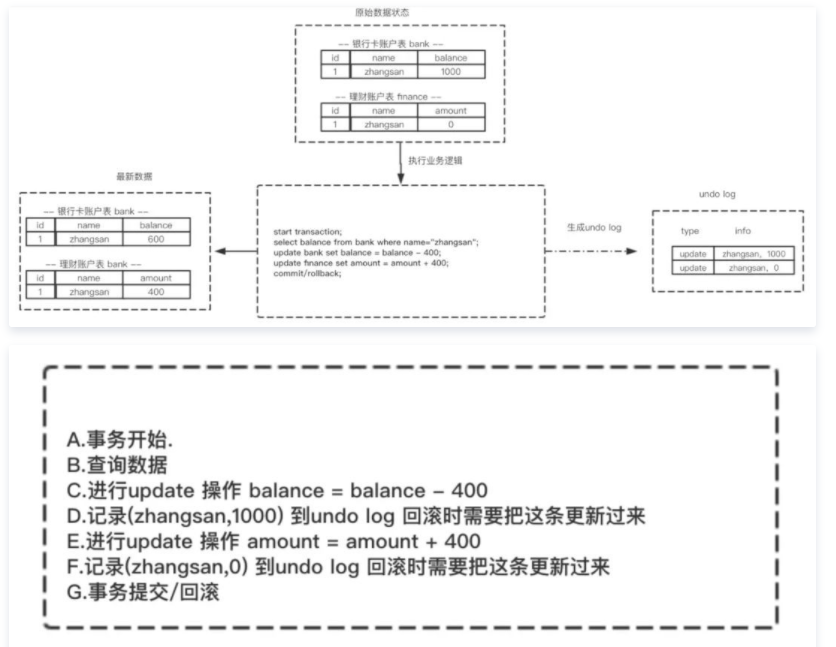 原始数据状态
—— 银行卡账户表 bank ——
id name balance
1 zhangsan 1000
—— 理财账户表 finance ——
id name amount
1 zhangsan 0
执行业务逻辑
最新数据
—— 银行卡账户表 bank ——
id name balance
1 zhangsan 600
—— 理财账户表 bank ——
id name amount
1 zhangsan 400
start transaction;
select balance from bank where name="zhangsan";
update bank set balance = balance – 400;
update finance set amount = amount + 400;
commit/rollback;
生成undo log
undo log
type info
update zhangsan, 1000
update zhangsan, 0
A.事务开始.
B.查询数据
C.进行update 操作 balance = balance – 400
D.记录(zhangsan,1000) 到undo log 回滚时需要把这条更新过来
E.进行update 操作 amount = amount + 400
F.记录(zhangsan,0) 到undo log 回滚时需要把这条更新过来
G.事务提交/回滚